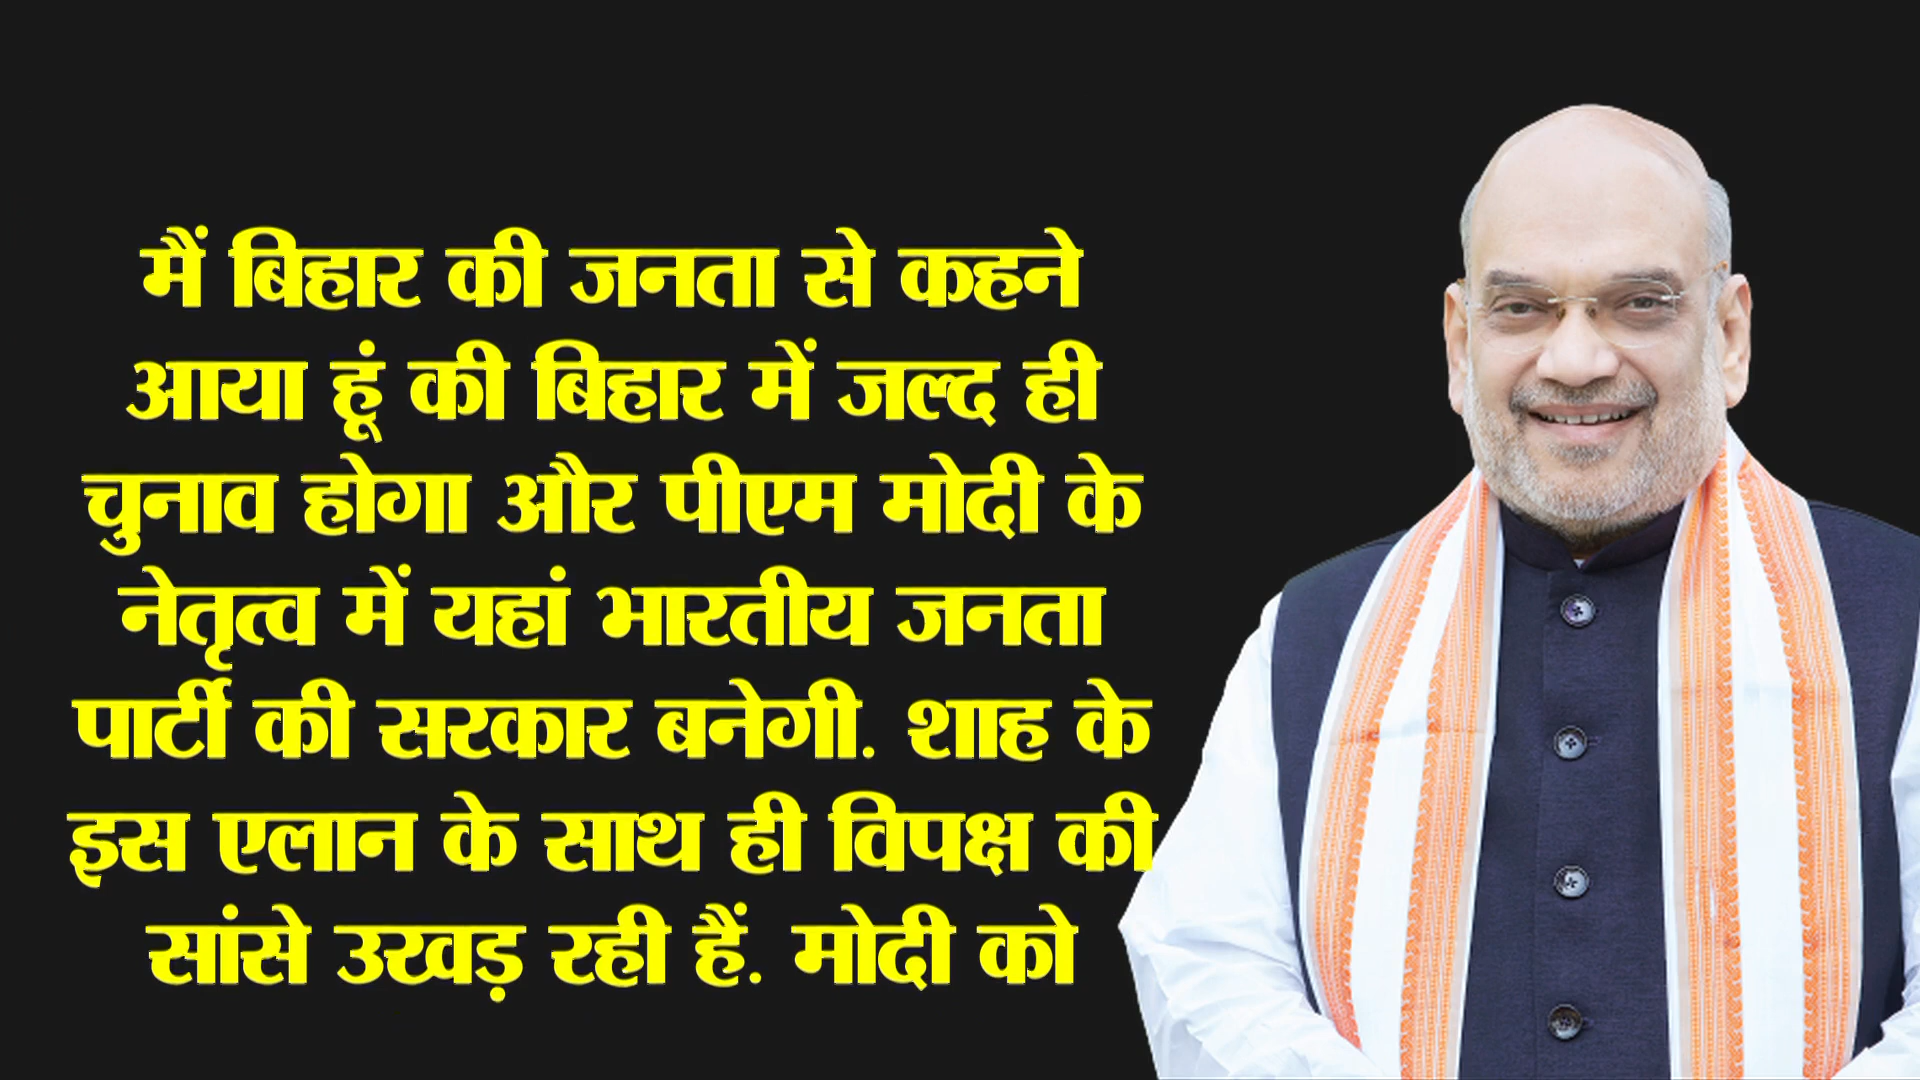 मैं बिहार की जनता से कहने
आया हूं की बिहार में जल्द ही
चुनाव होगा और पीएम मोदी के
नेतृत्व में यहां भारतीय जनता
पार्टी की सरकार बनेगी. शाह के
इस एलान के साथ ही विपक्ष की
सांसे उखड़ रही हैं. मोदी को